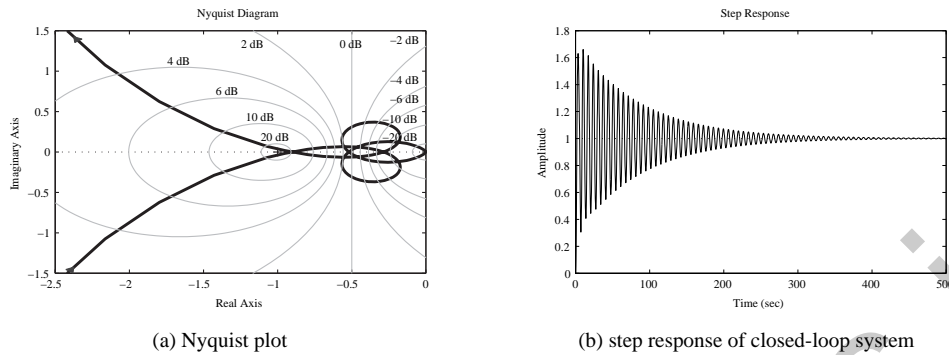 Nyquist Diagram
1.5
1
0.5
0
−0.5
−1
−1.5
Imaginary Axis
2 dB
0 dB
−2 dB
4 dB
−4 dB
6 dB
−6 dB
10 dB
−10 dB
20 dB
−20 dB
−2.5
−2
−1.5
−1
−0.5
0
Real Axis
(a) Nyquist plot
Step Response
1.8
1.6
1.4
1.2
1
0.8
0.6
0.4
0.2
0
Amplitude
0
100
200
300
400
500
Time (sec)
(b) step response of closed-loop system